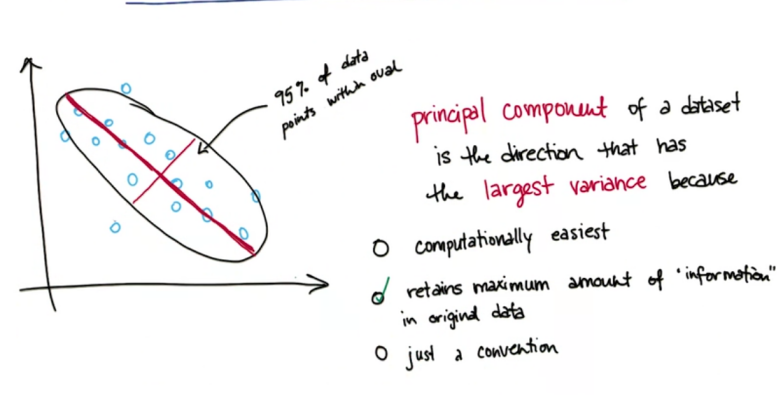 95% of data
points within oval
principal component of a dataset
is the direction that has
the largest variance because
computationally easiest
retains maximum amount of "information"
in original data
just a convention